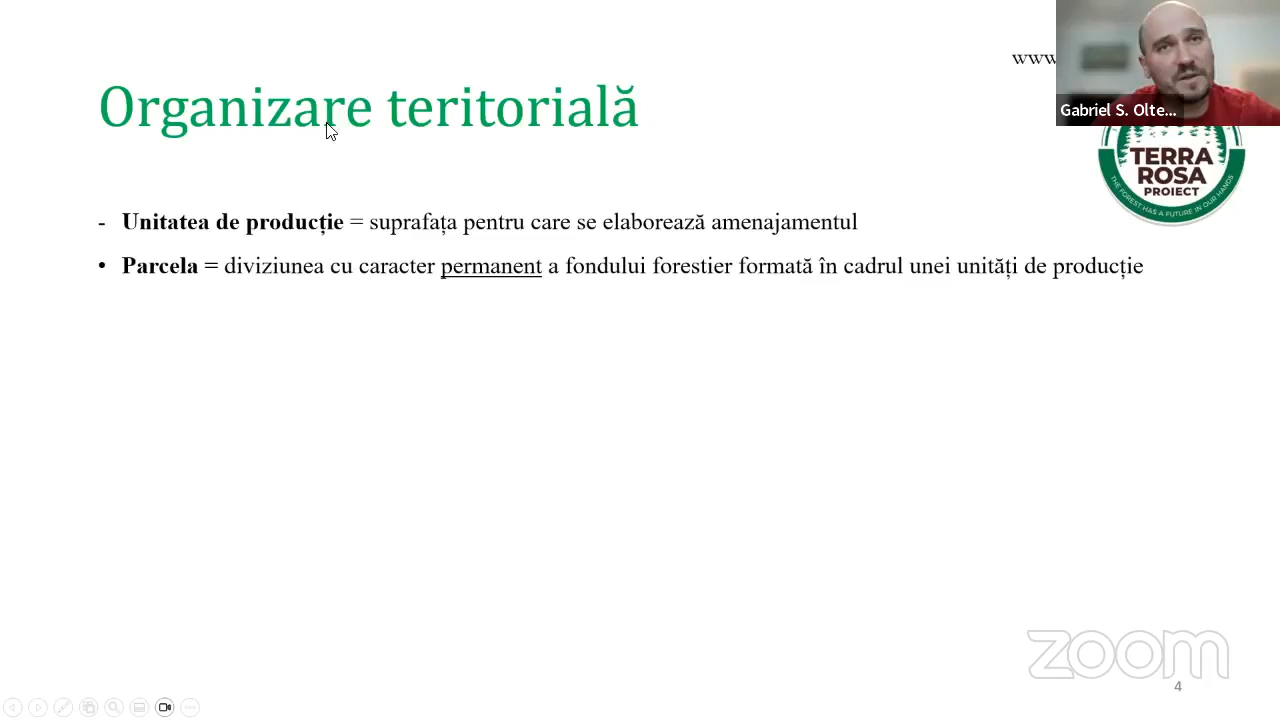 www
Organizare teritorială
Gabriel S. Olte...
TERRA
ROSA
PROIECT
THE FOREST HAS A FUTURE IN OUR HANDS
- Unitatea de producție = suprafața pentru care se elaborează amenajamentul
• Parcela = diviziunea cu caracter permanent a fondului forestier formată în cadrul unei unități de producție
zoom
4